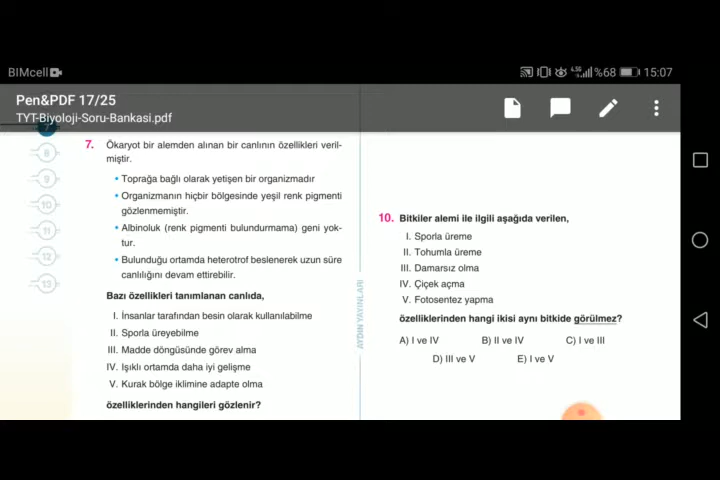 BIMcell
4.5G %68 15:07
Pen&PDF 17/25
TYT-Biyoloji-Soru-Bankasi.pdf
7
8
9
10
11
12
13
7. Ökaryot bir alemden alınan bir canlının özellikleri veril-
miştir.
• Toprağa bağlı olarak yetişen bir organizmadır
• Organizmanın hiçbir bölgesinde yeşil renk pigmenti
gözlenmemiştir.
• Albinoluk (renk pigmenti bulundurmama) geni yok-
tur.
• Bulunduğu ortamda heterotrof beslenerek uzun süre
canlılığını devam ettirebilir.
Bazı özellikleri tanımlanan canlıda,
I. İnsanlar tarafından besin olarak kullanılabilme
II. Sporla üreyebilme
III. Madde döngüsünde görev alma
IV. Işıklı ortamda daha iyi gelişme
V. Kurak bölge iklimine adapte olma
özelliklerinden hangileri gözlenir?
AYDIN YAYINLARI
10. Bitkiler alemi ile ilgili aşağıda verilen,
I. Sporla üreme
II. Tohumla üreme
III. Damarsız olma
IV. Çiçek açma
V. Fotosentez yapma
özelliklerinden hangi ikisi aynı bitkide görülmez?
A) I ve IV B) II ve IV C) I ve III
D) III ve V E) I ve V